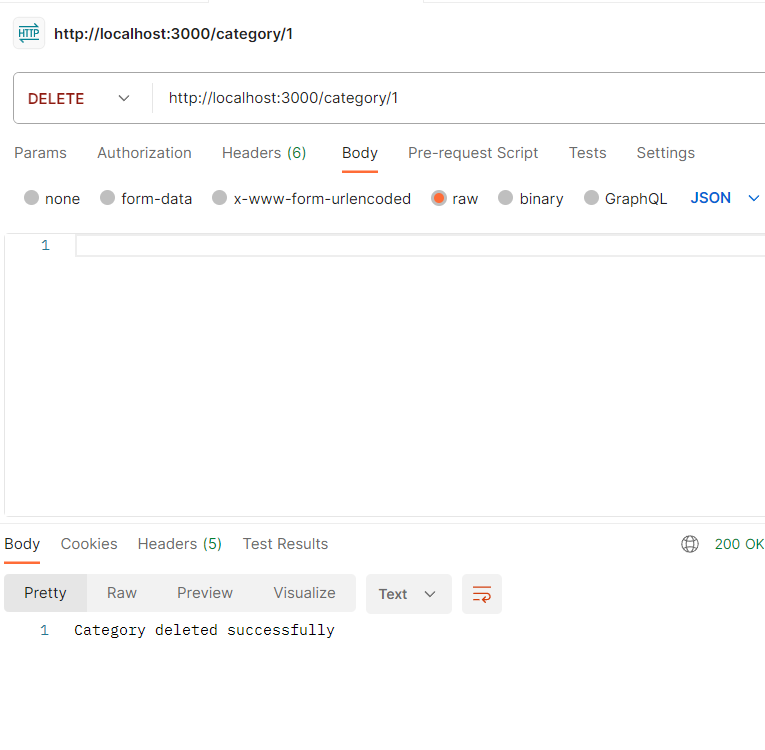 HTTP http://localhost:3000/category/1
DELETE http://localhost:3000/category/1
Params Authorization Headers (6) Body Pre-request Script Tests Settings
none form-data x-www-form-urlencoded raw binary GraphQL JSON
1
Body Cookies Headers (5) Test Results 200 OK
Pretty Raw Preview Visualize Text
1 Category deleted successfully